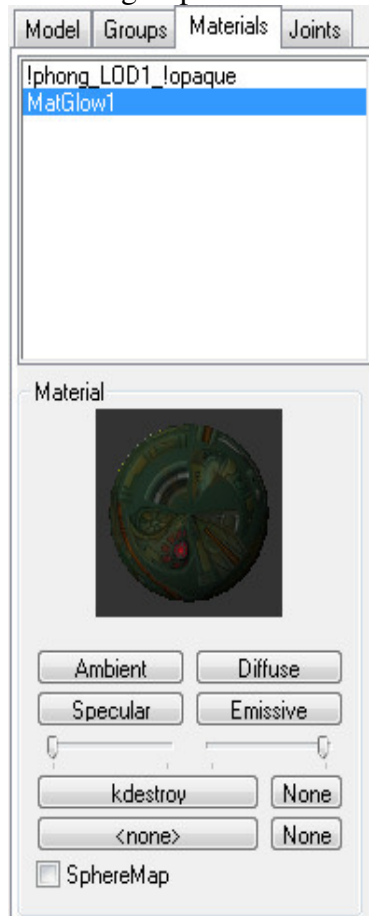 Model Groups Materials Joints
!phong_LOD1_!opaque
MatGlow1
Material
Ambient Diffuse
Specular Emissive
kdestroy None
<none> None
SphereMap